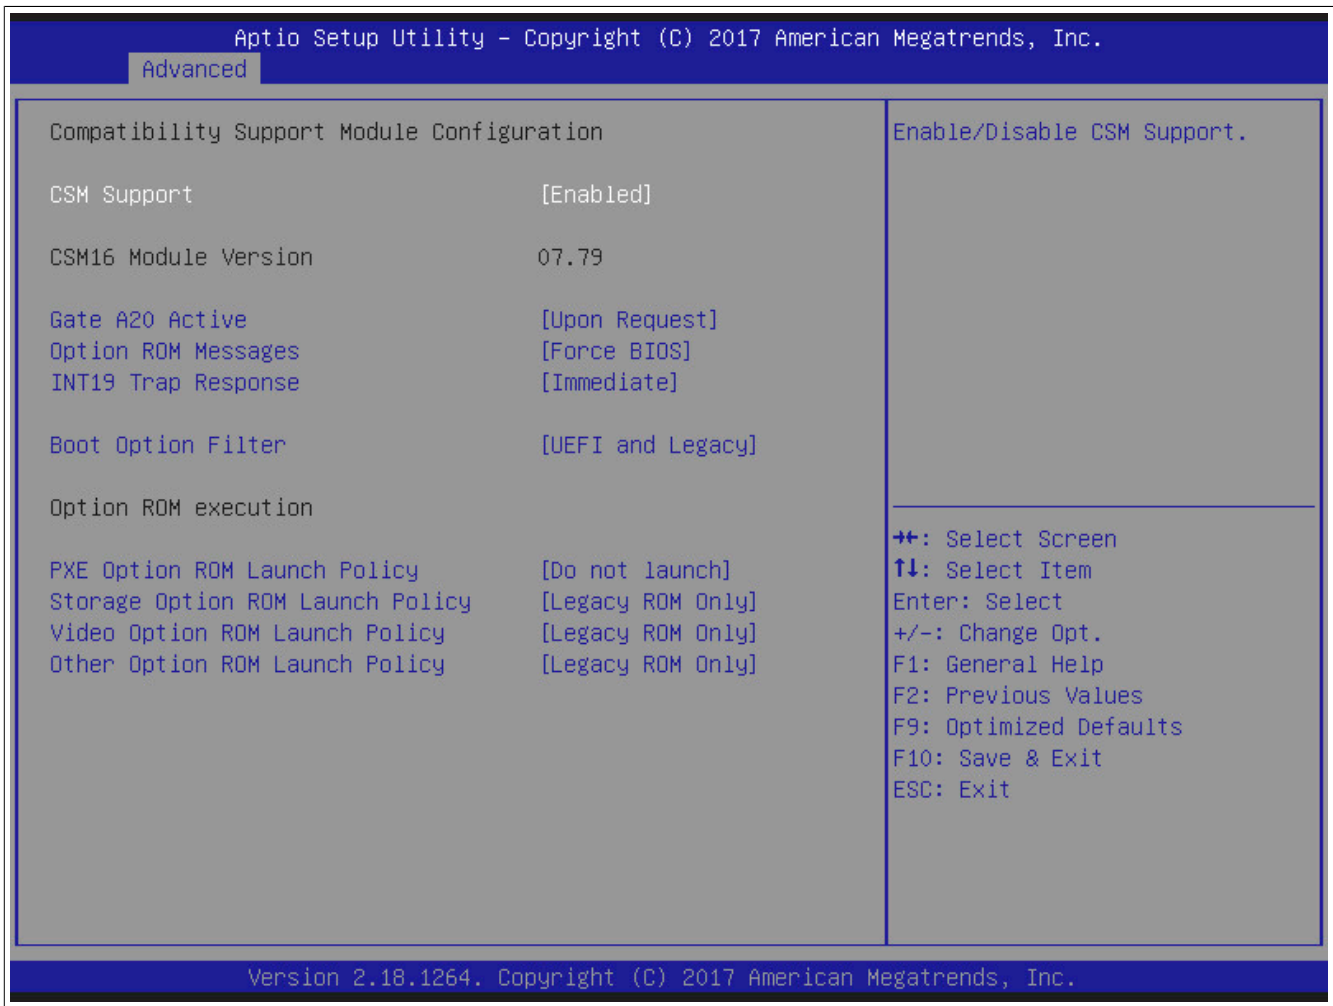 Aptio Setup Utility – Copyright (C) 2017 American Megatrends, Inc.
Advanced
Compatibility Support Module Configuration
CSM Support [Enabled]
CSM16 Module Version 07.79
Gate A20 Active [Upon Request]
Option ROM Messages [Force BIOS]
INT19 Trap Response [Immediate]
Boot Option Filter [UEFI and Legacy]
Option ROM execution
PXE Option ROM Launch Policy [Do not launch]
Storage Option ROM Launch Policy [Legacy ROM Only]
Video Option ROM Launch Policy [Legacy ROM Only]
Other Option ROM Launch Policy [Legacy ROM Only]
Enable/Disable CSM Support.
→←: Select Screen
↑↓: Select Item
Enter: Select
+/-: Change Opt.
F1: General Help
F2: Previous Values
F9: Optimized Defaults
F10: Save & Exit
ESC: Exit
Version 2.18.1264. Copyright (C) 2017 American Megatrends, Inc.